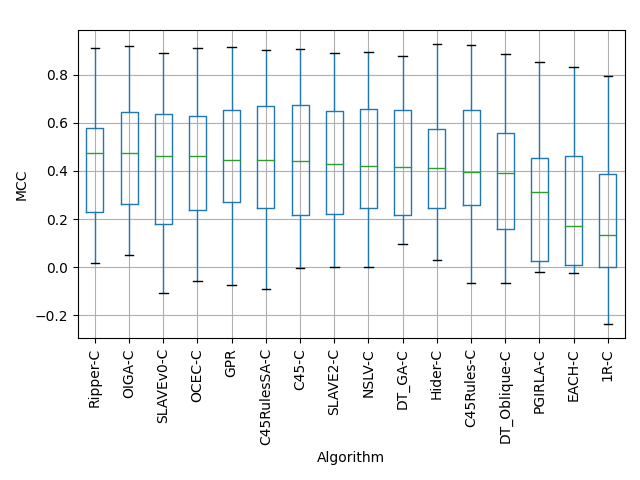 MCC
0.8
0.6
0.4
0.2
0.0
−0.2
Ripper-C
OIGA-C
SLAVEv0-C
OCEC-C
GPR
C45RulesSA-C
C45-C
SLAVE2-C
NSLV-C
DT_GA-C
Hider-C
C45Rules-C
DT_Oblique-C
PGIRLA-C
EACH-C
1R-C
Algorithm